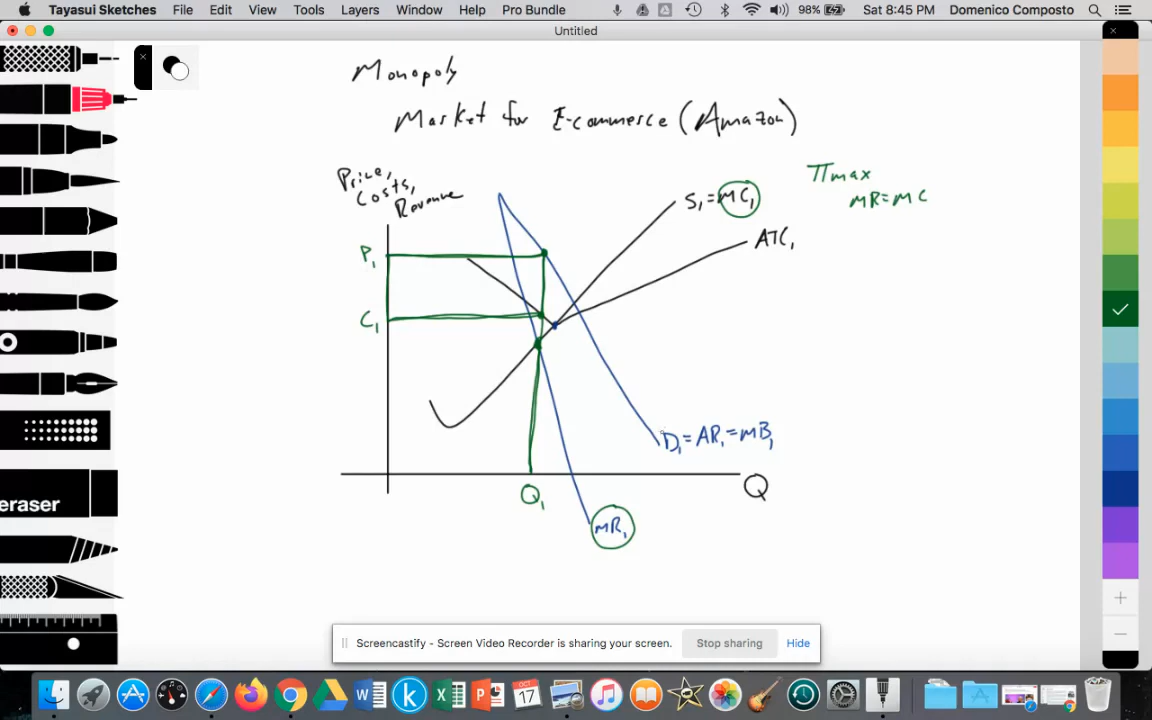 Tayasui Sketches File Edit View Tools Layers Window Help Pro Bundle 98% Sat 8:45 PM Domenico Composto
Untitled
Monopoly
Market for E-commerce (Amazon)
Price,
Costs,
Revenue
πmax
MR=MC
S₁=MC₁
ATC₁
P₁
C₁
D₁=AR₁=MB₁
Q₁
Q
MR₁
eraser
Screencastify - Screen Video Recorder is sharing your screen. Stop sharing Hide
OCT
17